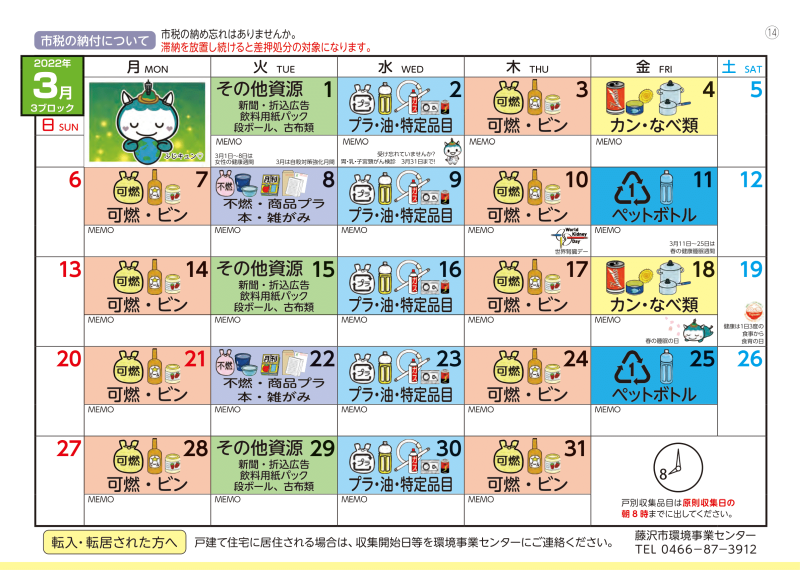 市税の納付について
市税の納め忘れはありませんか。
滞納を放置し続けると差押処分の対象になります。
⑭
2022年
3月
3ブロック
日 SUN
月 MON
火 TUE
水 WED
木 THU
金 FRI
土 SAT
ふじキュン♡
その他資源 1
新聞・折込広告
飲料用紙パック
段ボール、古布類
MEMO
3月1日～8日は
女性の健康週間
3月は自殺対策強化月間
2
プラ
プラ・油・特定品目
MEMO
受け忘れていませんか?
胃・乳・子宮頸がん検診 3月31日まで!
3
可燃
可燃・ビン
MEMO
4
カン・なべ類
MEMO
5
6
7
可燃
可燃・ビン
MEMO
8
不燃
月刊
不燃・商品プラ
本・雑がみ
MEMO
9
プラ
プラ・油・特定品目
MEMO
10
可燃
可燃・ビン
MEMO
World
Kidney
Day
世界腎臓デー
11
1
ペットボトル
MEMO
3月11日～25日は
春の健康睡眠週間
12
13
14
可燃
可燃・ビン
MEMO
その他資源 15
新聞・折込広告
飲料用紙パック
段ボール、古布類
MEMO
16
プラ
プラ・油・特定品目
MEMO
17
可燃
可燃・ビン
MEMO
18
カン・なべ類
MEMO
春の睡眠の日
19
健康は1日3度の
食事から
食育の日
20
21
可燃
可燃・ビン
MEMO
22
不燃
月刊
不燃・商品プラ
本・雑がみ
MEMO
23
プラ
プラ・油・特定品目
MEMO
24
可燃
可燃・ビン
MEMO
25
1
ペットボトル
MEMO
26
27
28
可燃
可燃・ビン
MEMO
その他資源 29
新聞・折込広告
飲料用紙パック
段ボール、古布類
MEMO
30
プラ
プラ・油・特定品目
MEMO
31
可燃
可燃・ビン
MEMO
8
戸別収集品目は原則収集日の
朝8時までに出してください。
転入・転居された方へ
戸建て住宅に居住される場合は、収集開始日等を環境事業センターにご連絡ください。
藤沢市環境事業センター
TEL 0466-87-3912